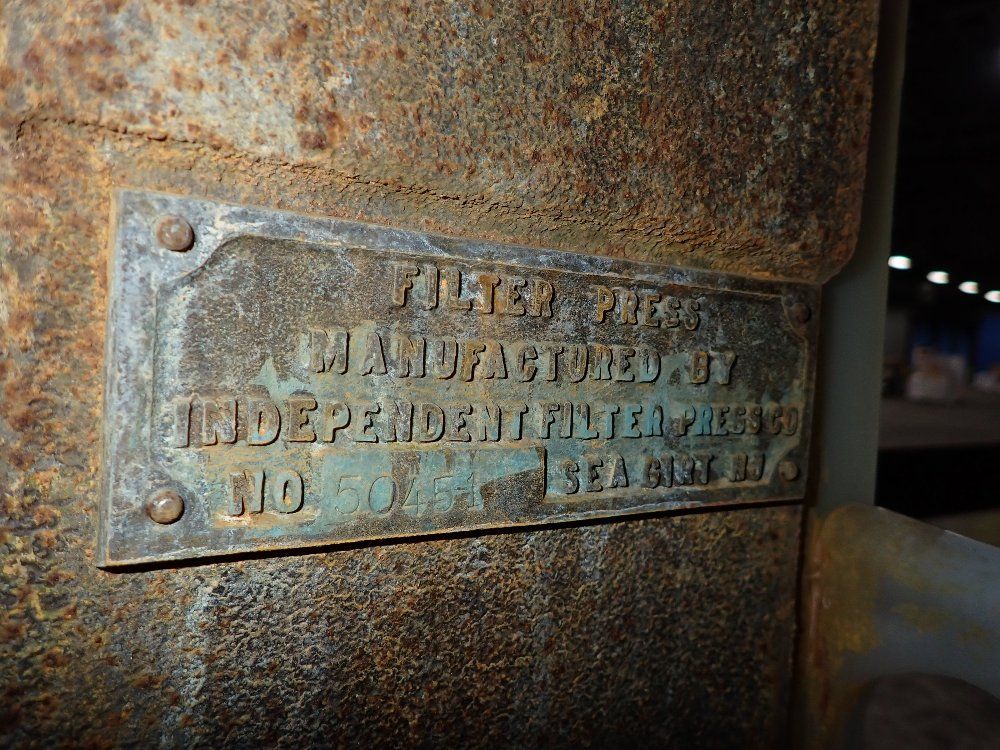 FILTER PRESS
MANUFACTURED BY
INDEPENDENT FILTER PRESS CO
NO 50451 SEA GIRT NJ